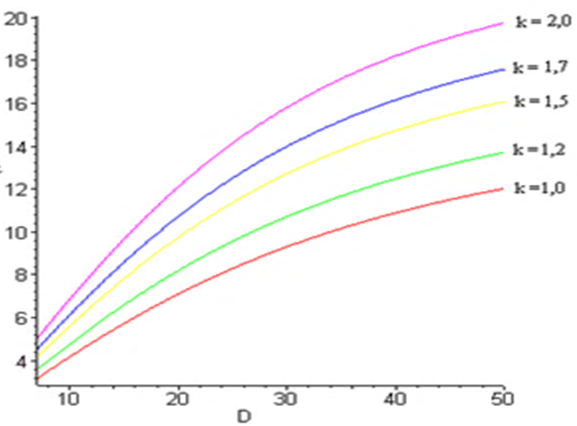 20
k = 2,0
18
k = 1,7
16
k = 1,5
14
k = 1,2
12
k = 1,0
10
8
6
4
10 20 30 40 50
D